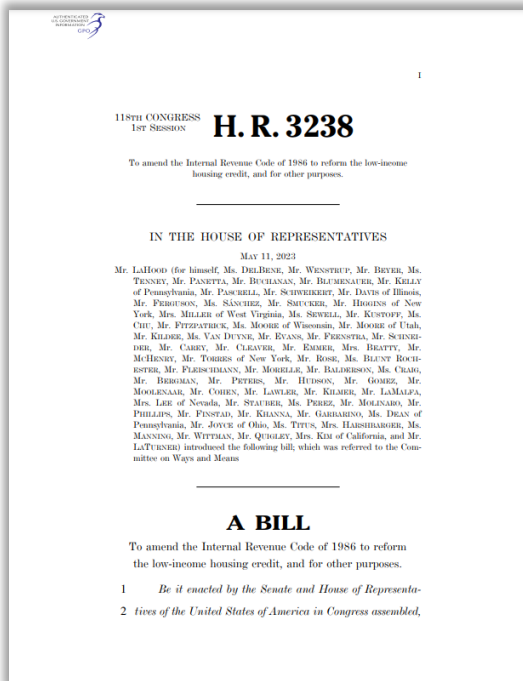 AUTHENTICATED
U.S. GOVERNMENT
INFORMATION
GPO
I
118TH CONGRESS
1ST SESSION
H. R. 3238
To amend the Internal Revenue Code of 1986 to reform the low-income
housing credit, and for other purposes.
IN THE HOUSE OF REPRESENTATIVES
MAY 11, 2023
Mr. LAHOOD (for himself, Ms. DELBENE, Mr. WENSTRUP, Mr. BEYER, Ms.
TENNEY, Mr. PANETTA, Mr. BUCHANAN, Mr. BLUMENAUER, Mr. KELLY
of Pennsylvania, Mr. PASCRELL, Mr. SCHWEIKERT, Mr. DAVIS of Illinois,
Mr. FERGUSON, Ms. SÁNCHEZ, Mr. SMUCKER, Mr. HIGGINS of New
York, Mrs. MILLER of West Virginia, Ms. SEWELL, Mr. KUSTOFF, Ms.
CHU, Mr. FITZPATRICK, Ms. MOORE of Wisconsin, Mr. MOORE of Utah,
Mr. KILDEE, Ms. VAN DUYNE, Mr. EVANS, Mr. FEENSTRA, Mr. SCHNEI-
DER, Mr. CAREY, Mr. CLEAVER, Mr. EMMER, Mrs. BEATTY, Mr.
MCHENRY, Mr. TORRES of New York, Mr. ROSE, Ms. BLUNT ROCH-
ESTER, Mr. FLEISCHMANN, Mr. MORELLE, Mr. BALDERSON, Ms. CRAIG,
Mr. BERGMAN, Mr. PETERS, Mr. HUDSON, Mr. GOMEZ, Mr.
MOOLENAAR, Mr. COHEN, Mr. LAWLER, Mr. KILMER, Mr. LAMALFA,
Mrs. LEE of Nevada, Mr. STAUBER, Ms. PEREZ, Mr. MOLINARO, Mr.
PHILLIPS, Mr. FINSTAD, Mr. KHANNA, Mr. GARBARINO, Ms. DEAN of
Pennsylvania, Mr. JOYCE of Ohio, Ms. TITUS, Mrs. HARSHBARGER, Ms.
MANNING, Mr. WITTMAN, Mr. QUIGLEY, Mrs. KIM of California, and Mr.
LATURNER) introduced the following bill; which was referred to the Com-
mittee on Ways and Means
A BILL
To amend the Internal Revenue Code of 1986 to reform
the low-income housing credit, and for other purposes.
1 Be it enacted by the Senate and House of Representa-
2 tives of the United States of America in Congress assembled,